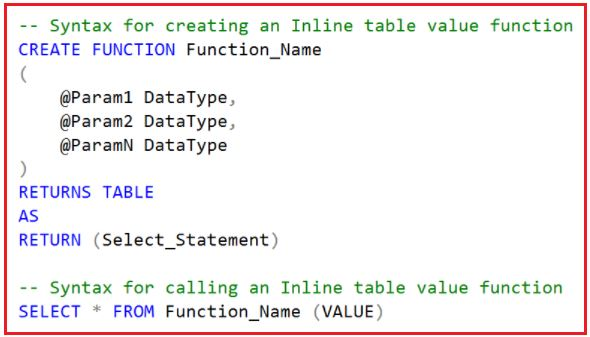 -- Syntax for creating an Inline table value function
CREATE FUNCTION Function_Name
(
    @Param1 DataType,
    @Param2 DataType,
    @ParamN DataType
)
RETURNS TABLE
AS
RETURN (Select_Statement)

-- Syntax for calling an Inline table value function
SELECT * FROM Function_Name (VALUE)